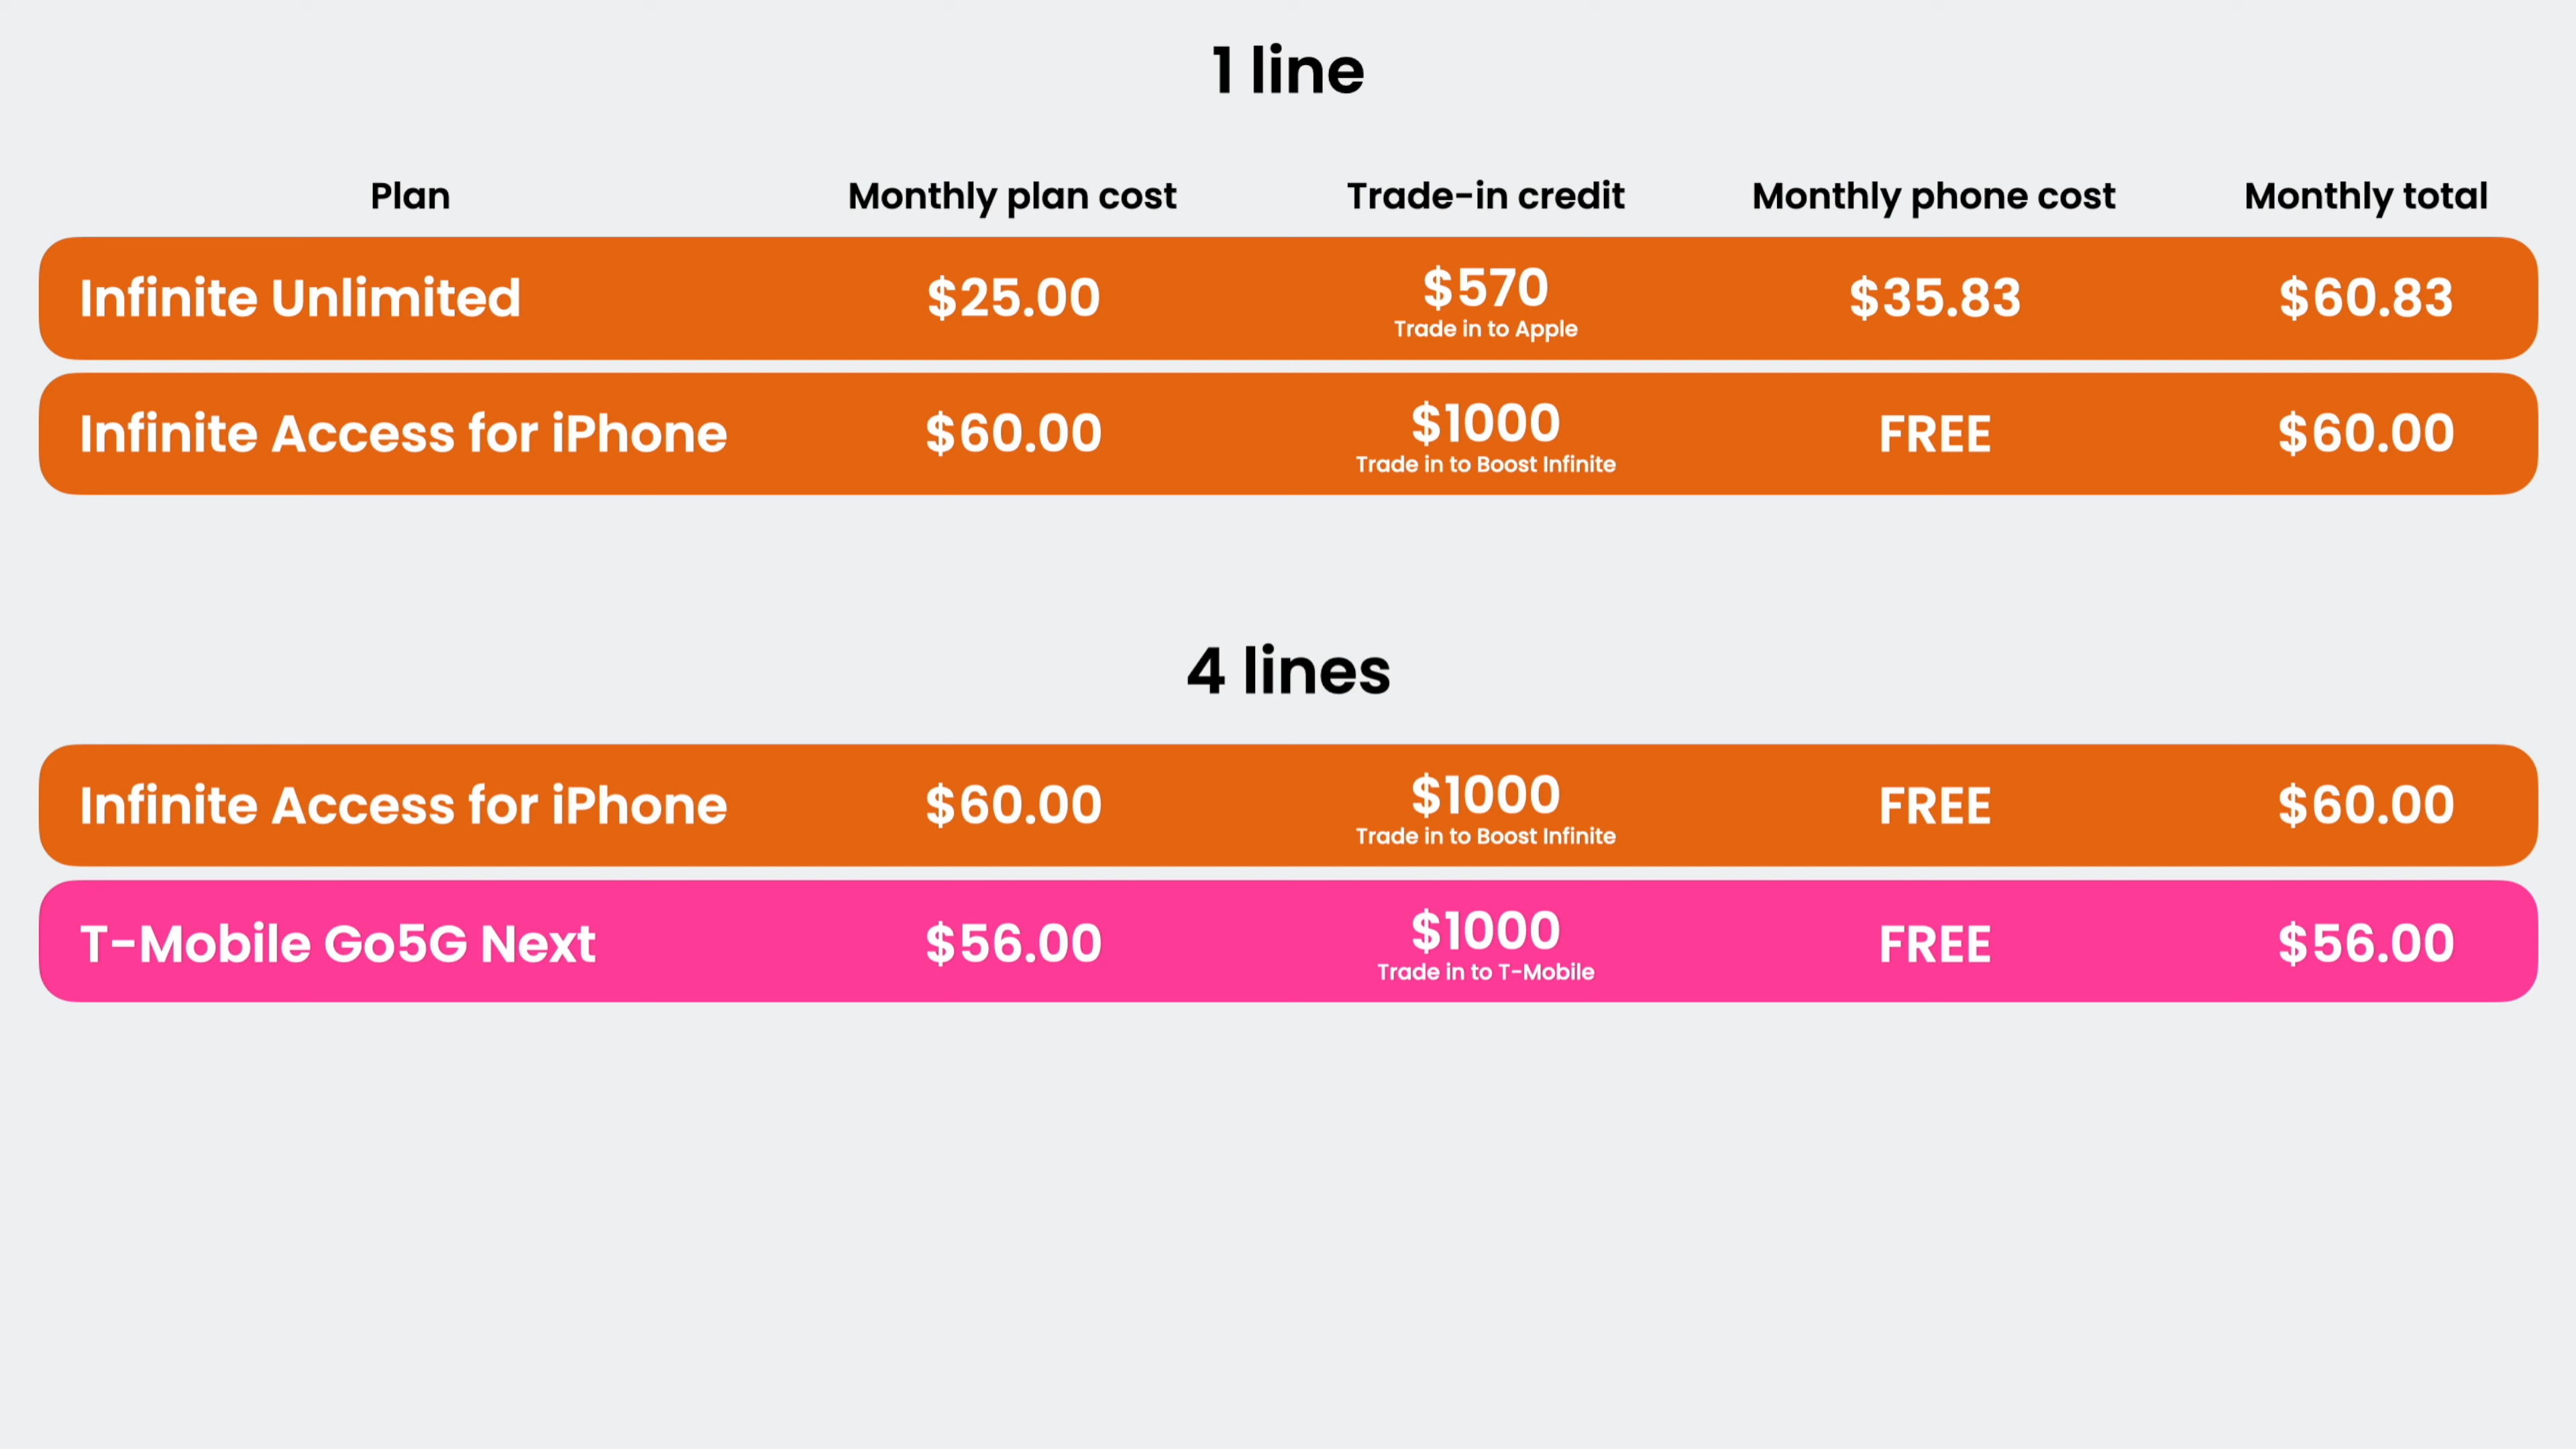 1 line
Plan Monthly plan cost Trade-in credit Monthly phone cost Monthly total
Infinite Unlimited $25.00 $570 $35.83 $60.83
Trade in to Apple
Infinite Access for iPhone $60.00 $1000 FREE $60.00
Trade in to Boost Infinite
4 lines
Infinite Access for iPhone $60.00 $1000 FREE $60.00
Trade in to Boost Infinite
T-Mobile Go5G Next $56.00 $1000 FREE $56.00
Trade in to T-Mobile